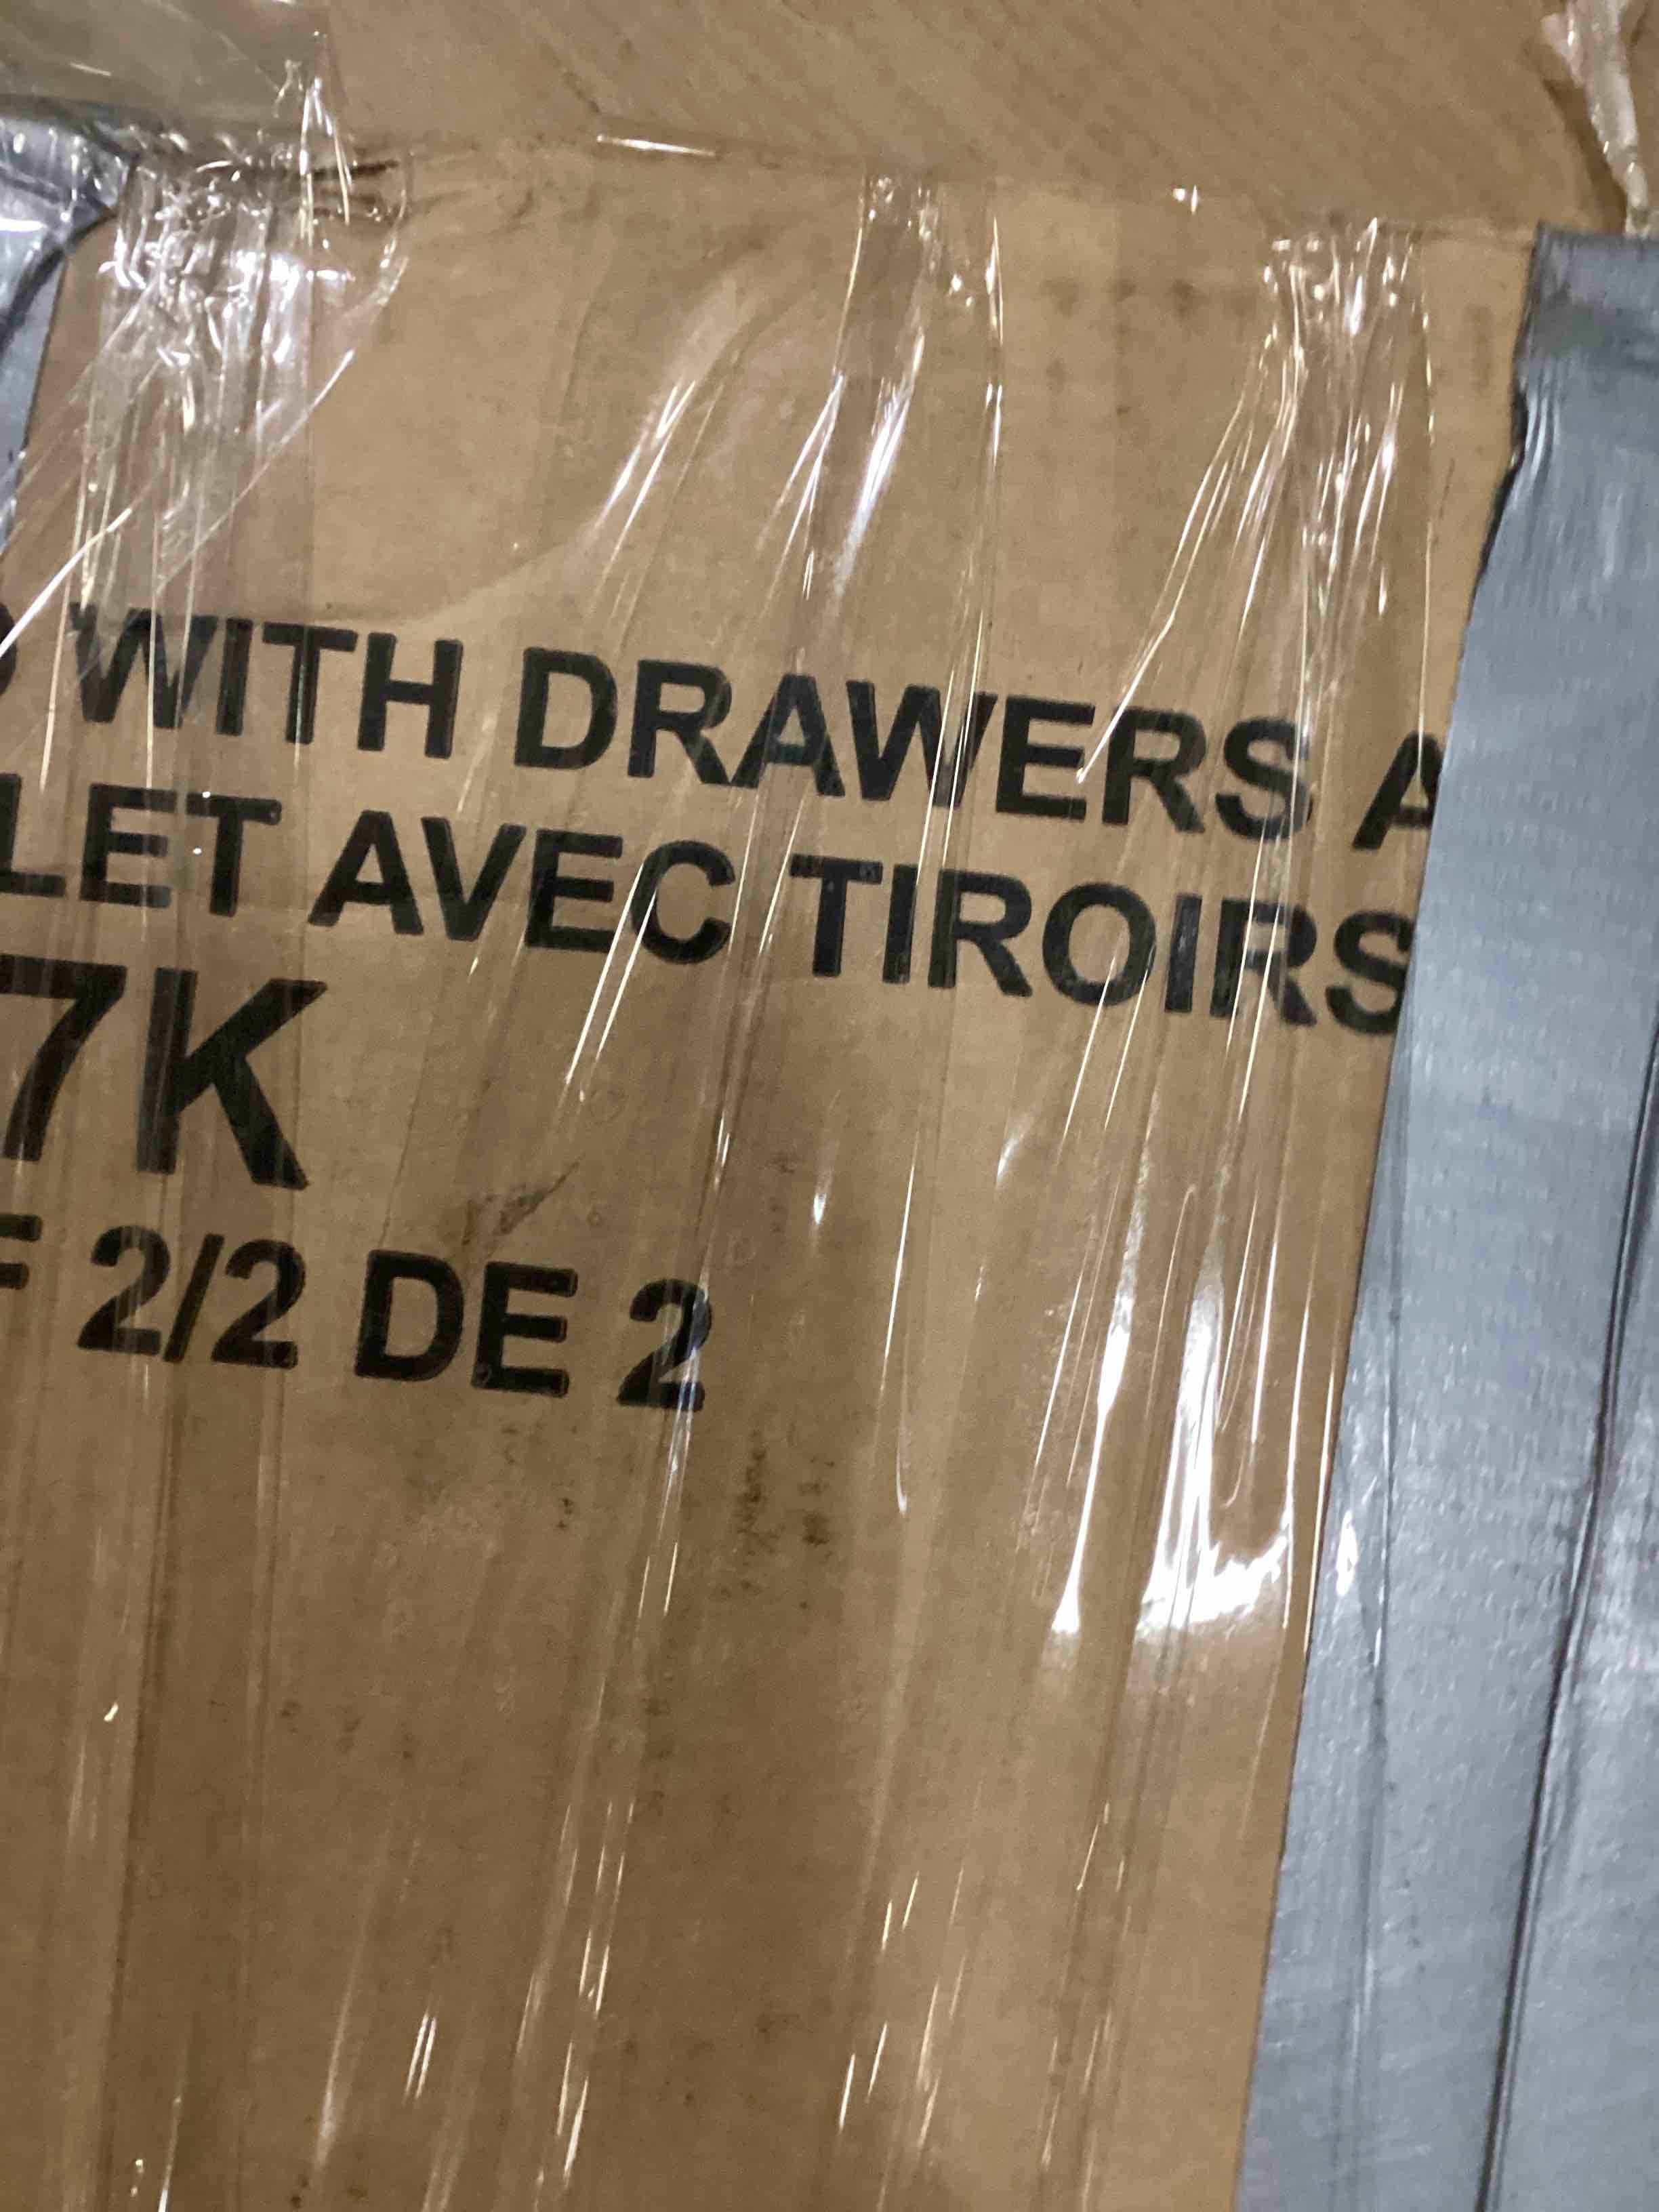 WITH DRAWERS A
LET AVEC TIROIRS
7K
F 2/2 DE 2